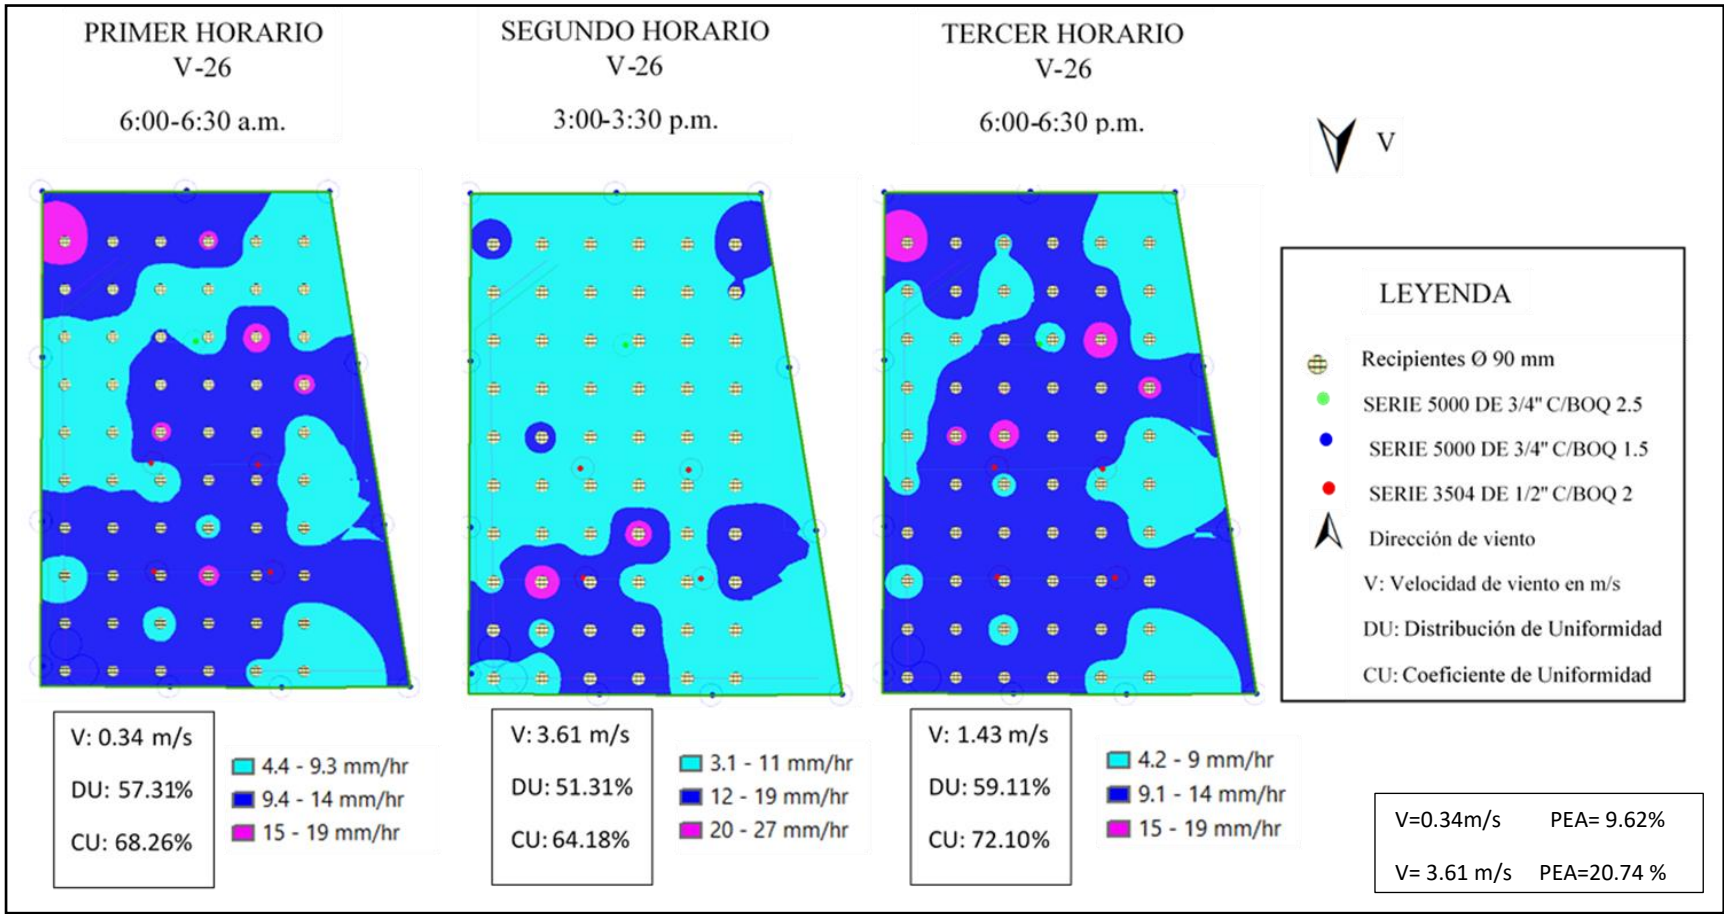 PRIMER HORARIO
V-26
6:00-6:30 a.m.
SEGUNDO HORARIO
V-26
3:00-3:30 p.m.
TERCER HORARIO
V-26
6:00-6:30 p.m.
V
LEYENDA
Recipientes Ø 90 mm
SERIE 5000 DE 3/4" C/BOQ 2.5
SERIE 5000 DE 3/4" C/BOQ 1.5
SERIE 3504 DE 1/2" C/BOQ 2
Dirección de viento
V: Velocidad de viento en m/s
DU: Distribución de Uniformidad
CU: Coeficiente de Uniformidad
V: 0.34 m/s
DU: 57.31%
CU: 68.26%
4.4 - 9.3 mm/hr
9.4 - 14 mm/hr
15 - 19 mm/hr
V: 3.61 m/s
DU: 51.31%
CU: 64.18%
3.1 - 11 mm/hr
12 - 19 mm/hr
20 - 27 mm/hr
V: 1.43 m/s
DU: 59.11%
CU: 72.10%
4.2 - 9 mm/hr
9.1 - 14 mm/hr
15 - 19 mm/hr
V=0.34m/s PEA= 9.62%
V= 3.61 m/s PEA=20.74 %